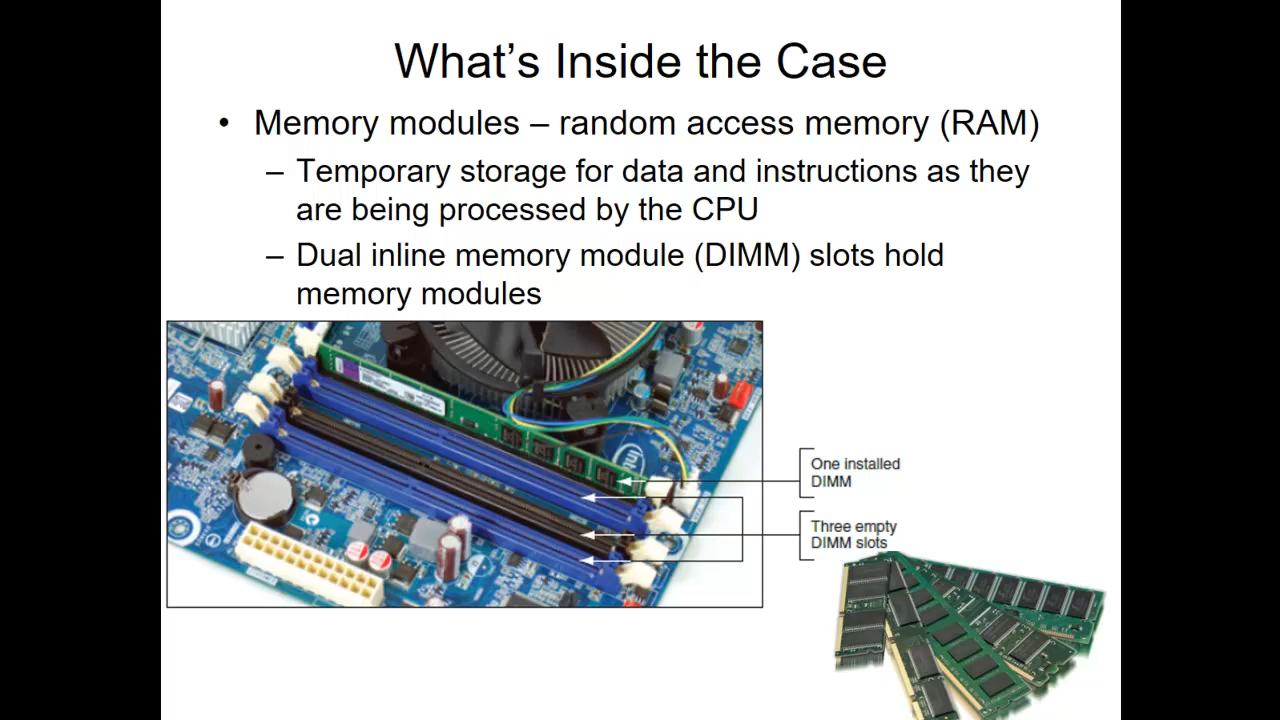 What's Inside the Case
• Memory modules – random access memory (RAM)
– Temporary storage for data and instructions as they
are being processed by the CPU
– Dual inline memory module (DIMM) slots hold
memory modules
intel
One installed
DIMM
Three empty
DIMM slots